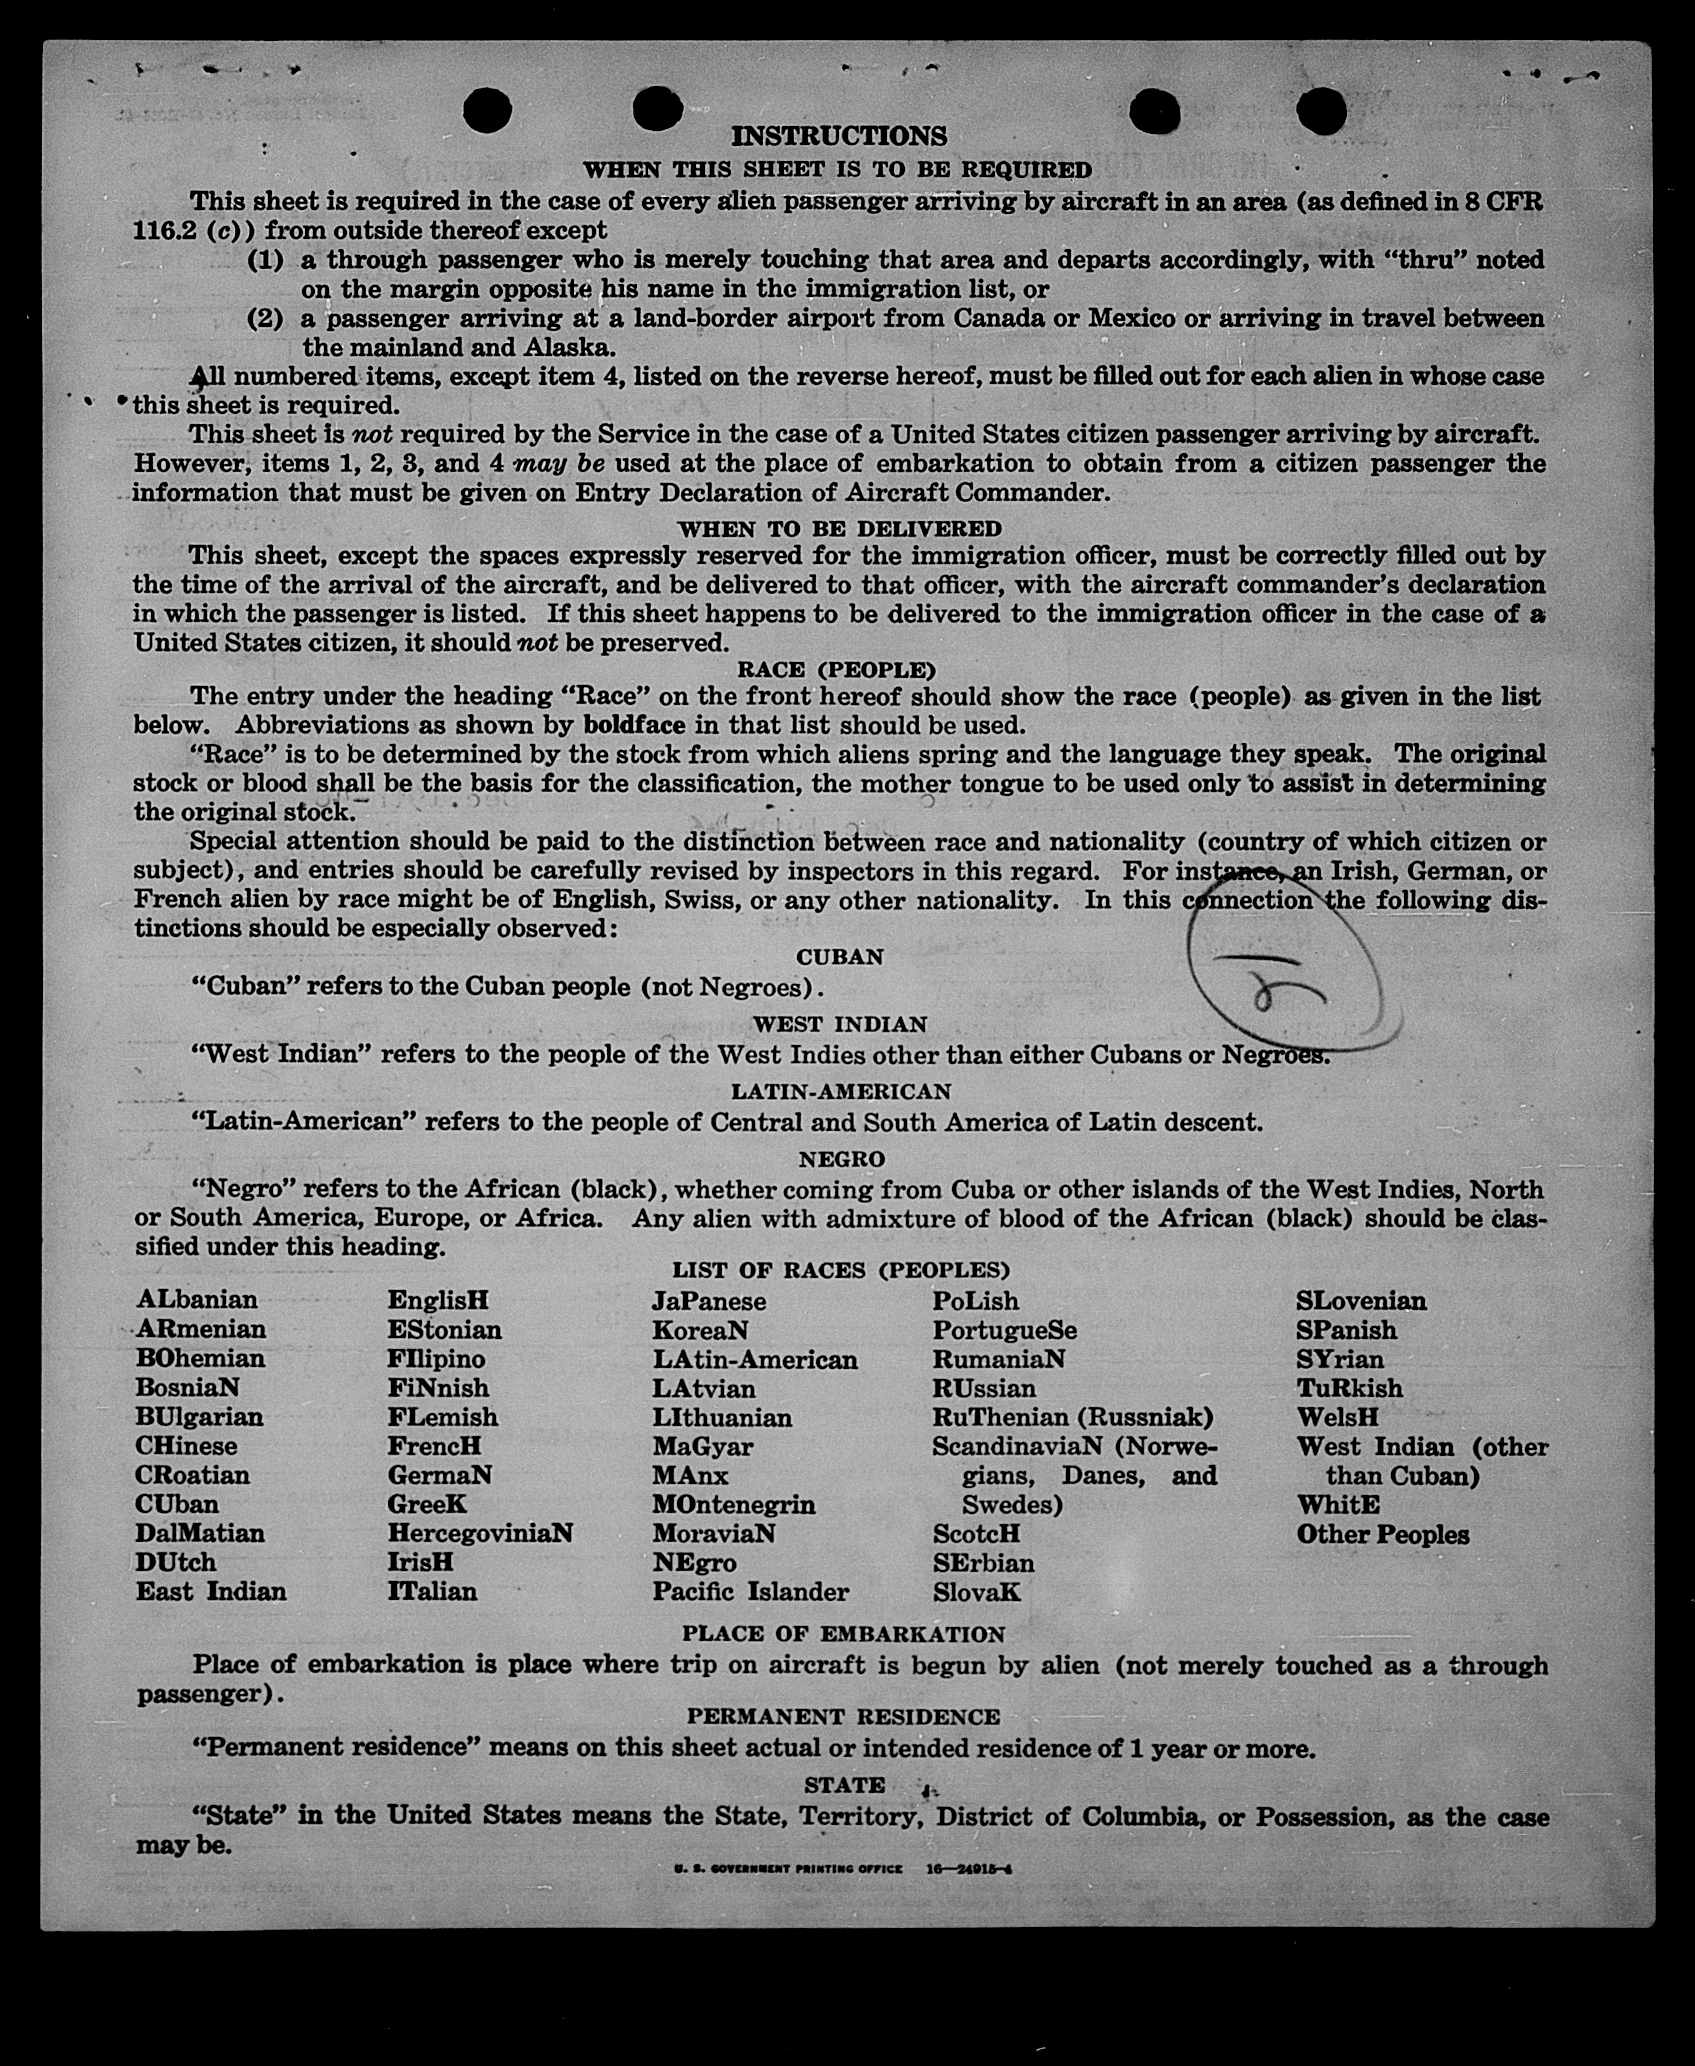 INSTRUCTIONS
WHEN THIS SHEET IS TO BE REQUIRED
This sheet is required in the case of every alien passenger arriving by aircraft in an area (as defined in 8 CFR
116.2 (c)) from outside thereof except
(1) a through passenger who is merely touching that area and departs accordingly, with “thru” noted
on the margin opposite his name in the immigration list, or
(2) a passenger arriving at a land-border airport from Canada or Mexico or arriving in travel between
the mainland and Alaska.
All numbered items, except item 4, listed on the reverse hereof, must be filled out for each alien in whose case
this sheet is required.
This sheet is not required by the Service in the case of a United States citizen passenger arriving by aircraft.
However, items 1, 2, 3, and 4 may be used at the place of embarkation to obtain from a citizen passenger the
information that must be given on Entry Declaration of Aircraft Commander.
WHEN TO BE DELIVERED
This sheet, except the spaces expressly reserved for the immigration officer, must be correctly filled out by
the time of the arrival of the aircraft, and be delivered to that officer, with the aircraft commander’s declaration
in which the passenger is listed. If this sheet happens to be delivered to the immigration officer in the case of a
United States citizen, it should not be preserved.
RACE (PEOPLE)
The entry under the heading “Race” on the front hereof should show the race (people) as given in the list
below. Abbreviations as shown by boldface in that list should be used.
“Race” is to be determined by the stock from which aliens spring and the language they speak. The original
stock or blood shall be the basis for the classification, the mother tongue to be used only to assist in determining
the original stock.
Special attention should be paid to the distinction between race and nationality (country of which citizen or
subject), and entries should be carefully revised by inspectors in this regard. For instance, an Irish, German, or
French alien by race might be of English, Swiss, or any other nationality. In this connection the following dis-
tinctions should be especially observed:
CUBAN
“Cuban” refers to the Cuban people (not Negroes).
WEST INDIAN
“West Indian” refers to the people of the West Indies other than either Cubans or Negroes.
LATIN-AMERICAN
“Latin-American” refers to the people of Central and South America of Latin descent.
NEGRO
“Negro” refers to the African (black), whether coming from Cuba or other islands of the West Indies, North
or South America, Europe, or Africa. Any alien with admixture of blood of the African (black) should be clas-
sified under this heading.
LIST OF RACES (PEOPLES)
ALbanian
ARmenian
BOhemian
BosniaN
BUlgarian
CHinese
CRoatian
CUban
DalMatian
DUtch
East Indian
EnglisH
EStonian
FIlipino
FiNnish
FLemish
FrencH
GermaN
GreeK
HercegoviniaN
IrisH
ITalian
JaPanese
KoreaN
LAtin-American
LAtvian
LIthuanian
MaGyar
MAnx
MOntenegrin
MoraviaN
NEgro
Pacific Islander
PoLish
PortugueSe
RumaniaN
RUssian
RuThenian (Russniak)
ScandinaviaN (Norwe-
gians, Danes, and
Swedes)
ScotcH
SErbian
SlovaK
SLovenian
SPanish
SYrian
TuRkish
WelsH
West Indian (other
than Cuban)
WhitE
Other Peoples
PLACE OF EMBARKATION
Place of embarkation is place where trip on aircraft is begun by alien (not merely touched as a through
passenger).
PERMANENT RESIDENCE
“Permanent residence” means on this sheet actual or intended residence of 1 year or more.
STATE
“State” in the United States means the State, Territory, District of Columbia, or Possession, as the case
may be.
U. S. GOVERNMENT PRINTING OFFICE 16—24915-4